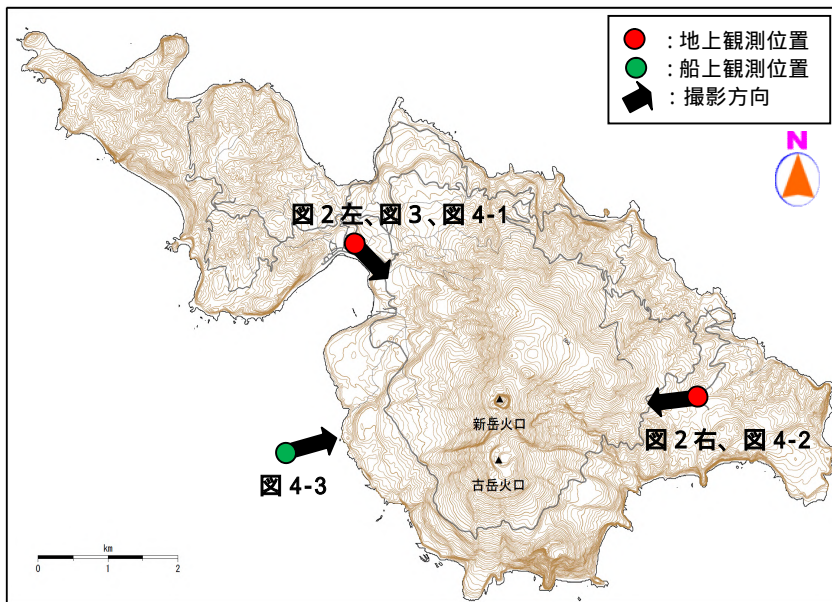 ：地上観測位置
：船上観測位置
：撮影方向
N
図 2 左、図 3、図 4-1
新岳火口
図 2 右、 図 4-2
古岳火口
図 4-3
km
0 1 2